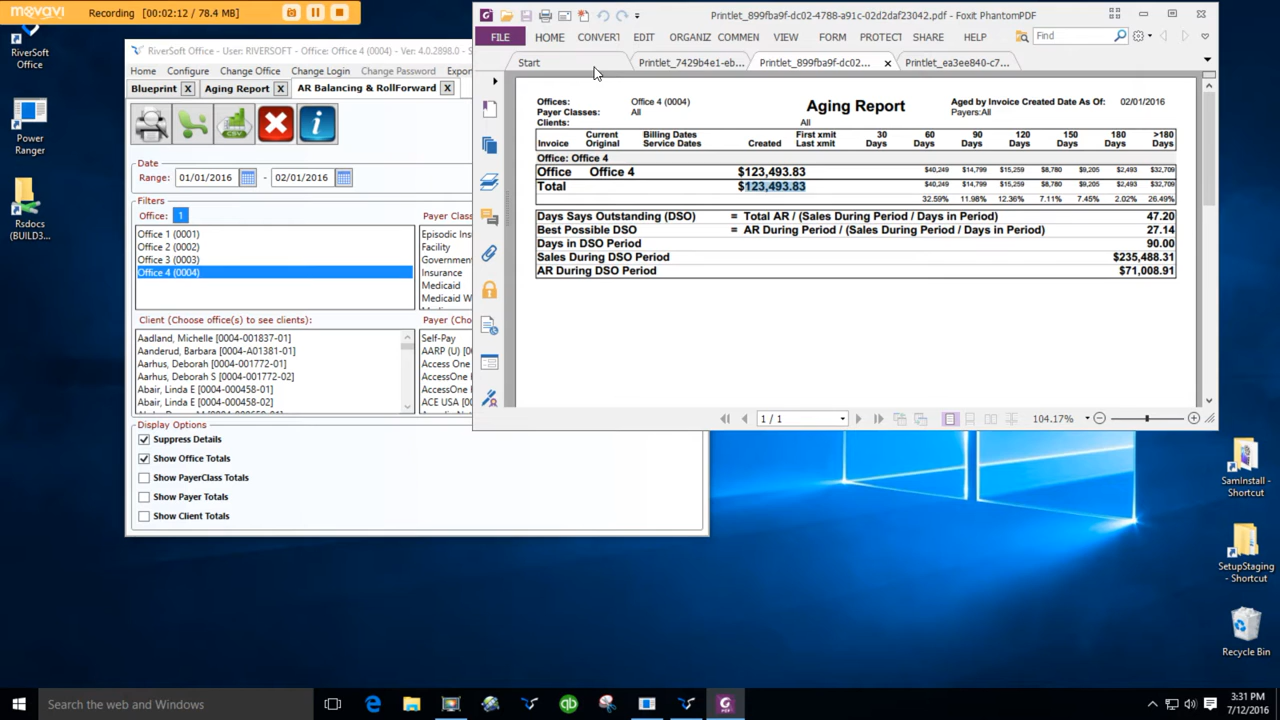 movavi Recording [00:02:12 / 78.4 MB]
RiverSoft Office
Power Ranger
Rsdocs (BUILD3...
RiverSoft Office - User: RIVERSOFT - Office: Office 4 (0004) - Ver: 4.0.2898.0 - S
Home Configure Change Office Change Login Change Password Export
Blueprint X Aging Report X AR Balancing & RollForward X
CSV
Date
Range: 01/01/2016 - 02/01/2016
Filters
Office: 1 Payer Class
Office 1 (0001) Episodic Insu
Office 2 (0002) Facility
Office 3 (0003) Government
Office 4 (0004) Insurance
Medicaid
Medicaid W
Client (Choose office(s) to see clients): Payer (Cho
Aadland, Michelle [0004-001837-01] Self-Pay
Aanderud, Barbara [0004-A01381-01] AARP (U) [00
Aarhus, Deborah [0004-001772-01] Access One
Aarhus, Deborah S [0004-001772-02] AccessOne P
Abair, Linda E [0004-000458-01] ACE USA [00
Abair, Linda E [0004-000458-02]
Display Options
Suppress Details
Show Office Totals
Show PayerClass Totals
Show Payer Totals
Show Client Totals
Printlet_899fba9f-dc02-4788-a91c-02d2daf23042.pdf - Foxit PhantomPDF
FILE HOME CONVERT EDIT ORGANIZ COMMEN VIEW FORM PROTECT SHARE HELP Find
Start Printlet_7429b4e1-eb... Printlet_899fba9f-dc02... × Printlet_ea3ee840-c7...
Offices: Office 4 (0004) Aging Report Aged by Invoice Created Date As Of: 02/01/2016
Payer Classes: All Payers:All
Clients: All
Current Billing Dates First xmit 30 60 90 120 150 180 >180
Invoice Original Service Dates Created Last xmit Days Days Days Days Days Days Days
Office: Office 4
Office Office 4 $123,493.83 $40,249 $14,799 $15,259 $8,780 $9,205 $2,493 $32,709
Total $123,493.83 $40,249 $14,799 $15,259 $8,780 $9,205 $2,493 $32,709
32.59% 11.98% 12.36% 7.11% 7.45% 2.02% 26.49%
Days Says Outstanding (DSO) = Total AR / (Sales During Period / Days in Period) 47.20
Best Possible DSO = AR During Period / (Sales During Period / Days in Period) 27.14
Days in DSO Period 90.00
Sales During DSO Period $235,488.31
AR During DSO Period $71,008.91
1 / 1 104.17%
SamInstall - Shortcut
SetupStaging - Shortcut
Recycle Bin
Search the web and Windows
3:31 PM
7/12/2016